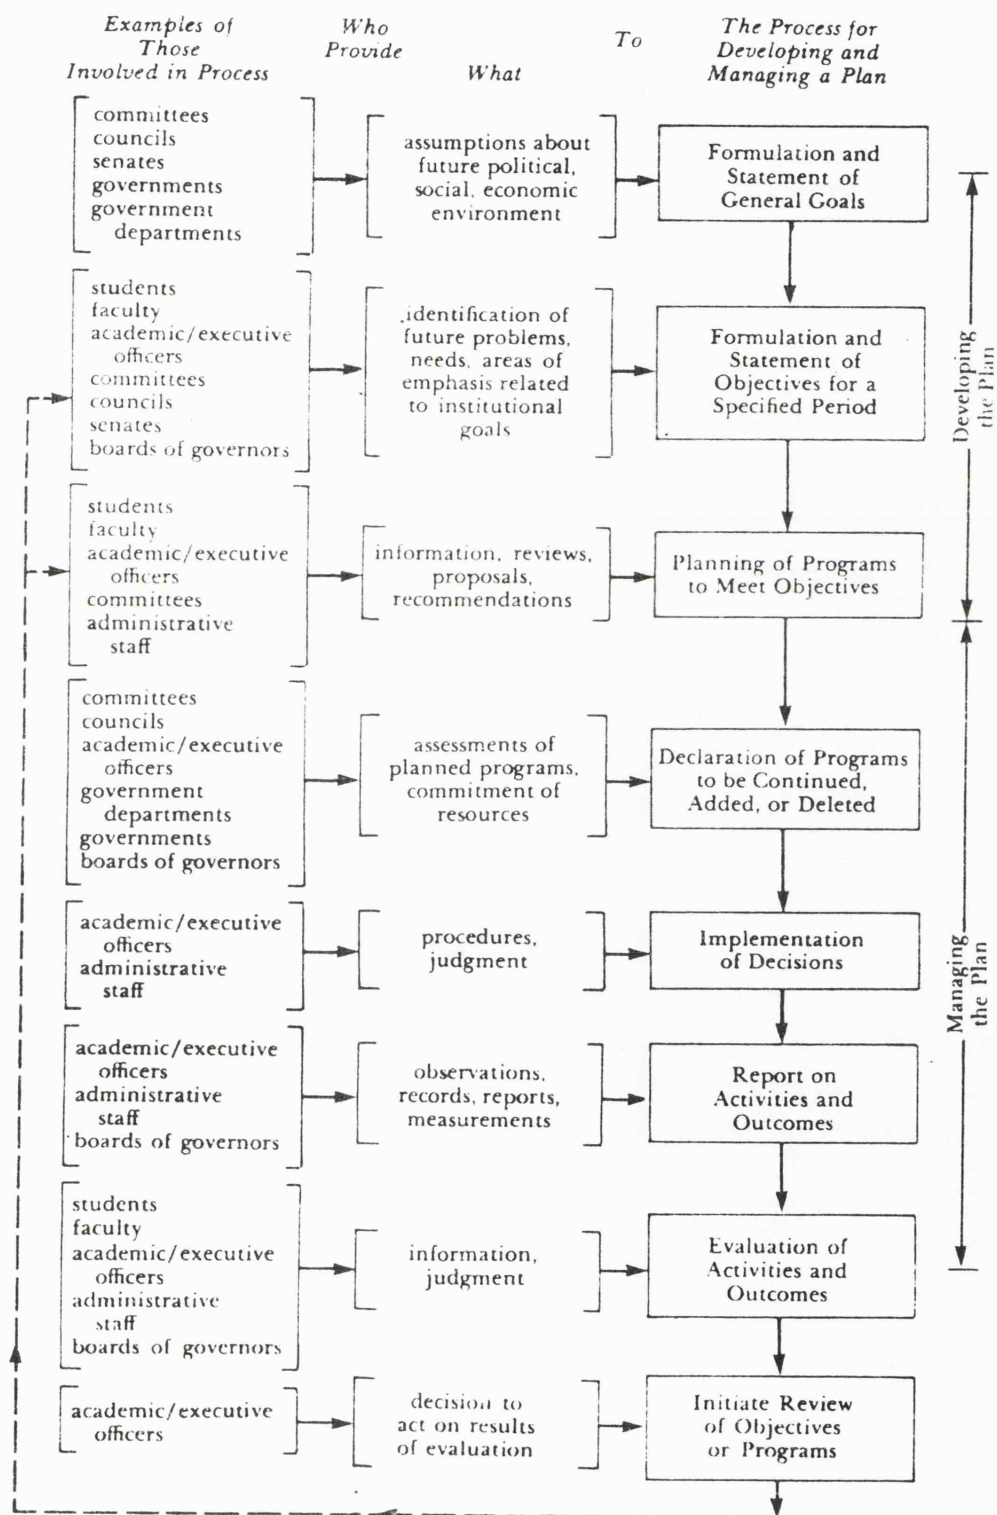 Examples of
Those
Involved in Process
Who
Provide
What
To
The Process for
Developing and
Managing a Plan
committees
councils
senates
governments
government
departments
assumptions about
future political,
social, economic
environment
Formulation and
Statement of
General Goals
students
faculty
academic/executive
officers
committees
councils
senates
boards of governors
identification of
future problems,
needs, areas of
emphasis related
to institutional
goals
Formulation and
Statement of
Objectives for a
Specified Period
Developing
the Plan
students
faculty
academic/executive
officers
committees
administrative
staff
information, reviews,
proposals,
recommendations
Planning of Programs
to Meet Objectives
committees
councils
academic/executive
officers
government
departments
governments
boards of governors
assessments of
planned programs,
commitment of
resources
Declaration of Programs
to be Continued,
Added, or Deleted
academic/executive
officers
administrative
staff
procedures,
judgment
Implementation
of Decisions
Managing
the Plan
academic/executive
officers
administrative
staff
boards of governors
observations,
records, reports,
measurements
Report on
Activities and
Outcomes
students
faculty
academic/executive
officers
administrative
staff
boards of governors
information,
judgment
Evaluation of
Activities and
Outcomes
academic/executive
officers
decision to
act on results
of evaluation
Initiate Review
of Objectives
or Programs